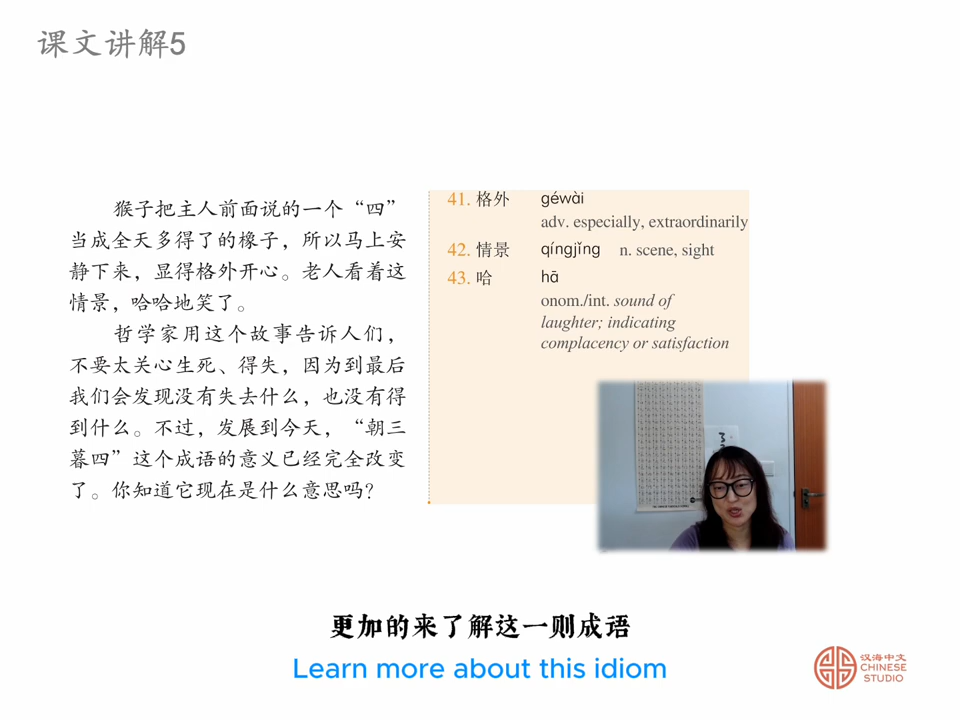 课文讲解5
猴子把主人前面说的一个“四”
当成全天多得了的橡子，所以马上安
静下来，显得格外开心。老人看着这
情景，哈哈地笑了。
哲学家用这个故事告诉人们，
不要太关心生死、得失，因为到最后
我们会发现没有失去什么，也没有得
到什么。不过，发展到今天，“朝三
暮四”这个成语的意义已经完全改变
了。你知道它现在是什么意思吗？
41. 格外 géwài
adv. especially, extraordinarily
42. 情景 qíngjǐng n. scene, sight
43. 哈 hā
onom./int. sound of
laughter; indicating
complacency or satisfaction
更加的来了解这一则成语
Learn more about this idiom
汉海中文
CHINESE
STUDIO